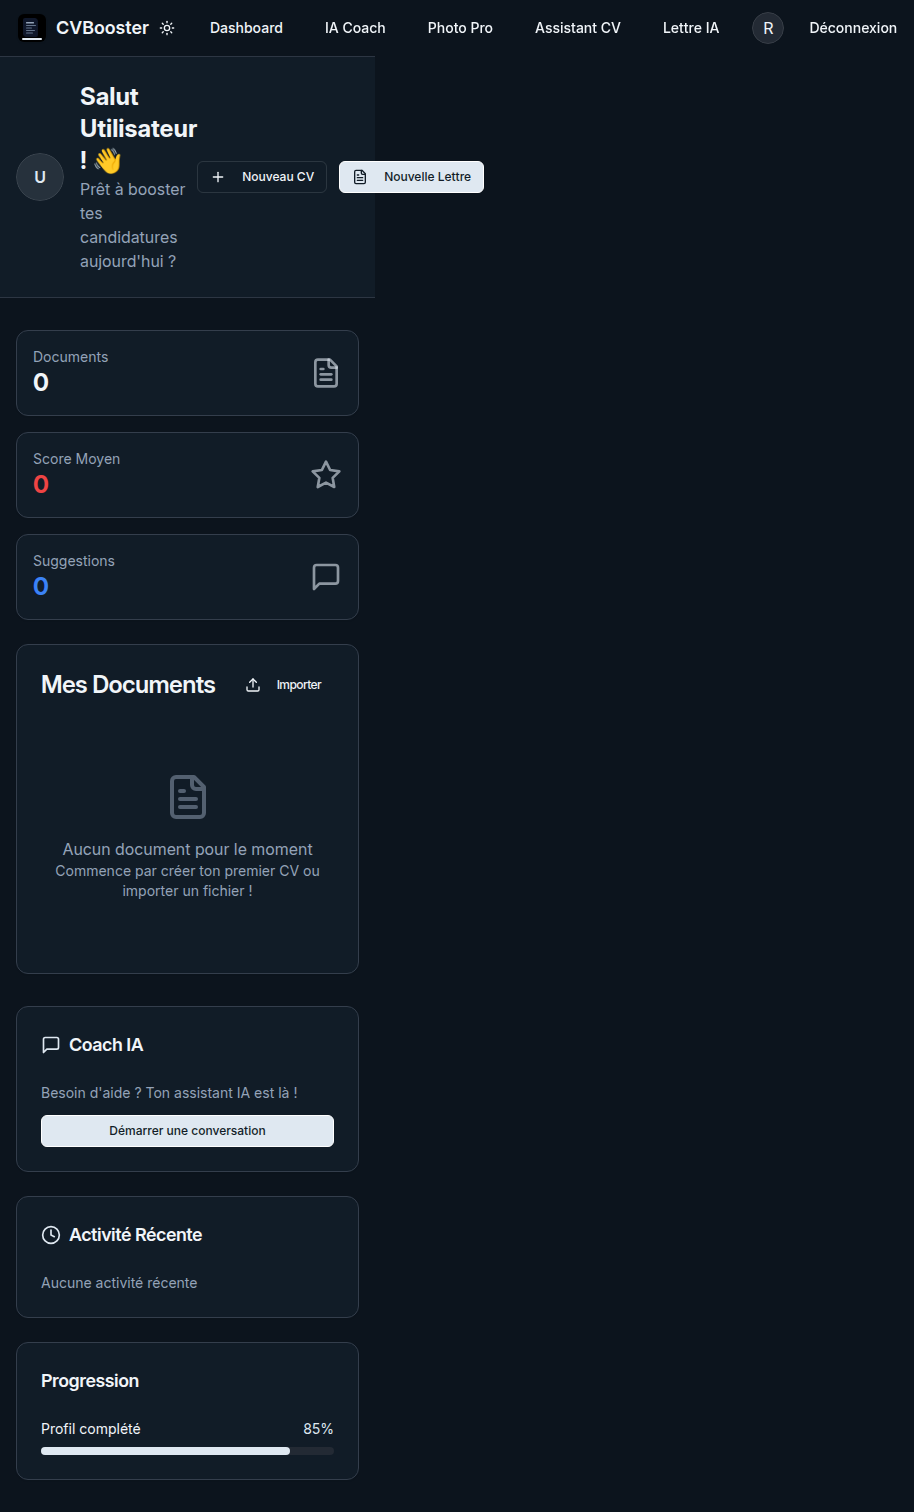 CVBooster
Dashboard
IA Coach
Photo Pro
Assistant CV
Lettre IA
R
Déconnexion
U
Salut
Utilisateur
! 👋
Prêt à booster
tes
candidatures
aujourd'hui ?
Nouveau CV
Nouvelle Lettre
Documents
0
Score Moyen
0
Suggestions
0
Mes Documents
Importer
Aucun document pour le moment
Commence par créer ton premier CV ou
importer un fichier !
Coach IA
Besoin d'aide ? Ton assistant IA est là !
Démarrer une conversation
Activité Récente
Aucune activité récente
Progression
Profil complété
85%